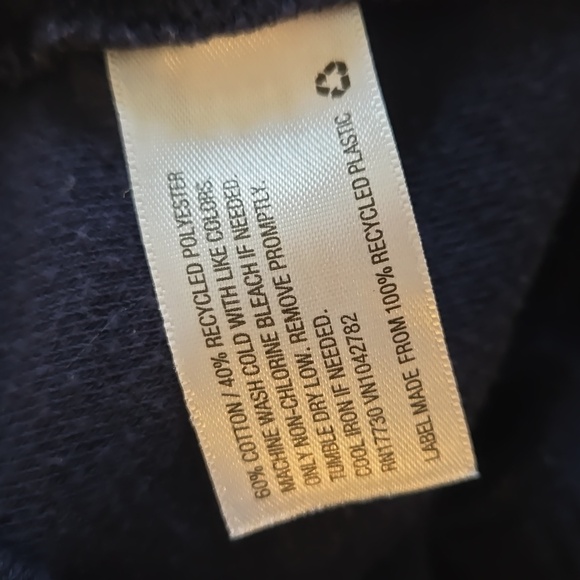 60% COTTON / 40% RECYCLED POLYESTER
MACHINE WASH COLD WITH LIKE COLORS.
ONLY NON-CHLORINE BLEACH IF NEEDED.
TUMBLE DRY LOW. REMOVE PROMPTLY.
COOL IRON IF NEEDED.
RN17730 VN1042782
LABEL MADE FROM 100% RECYCLED PLASTIC